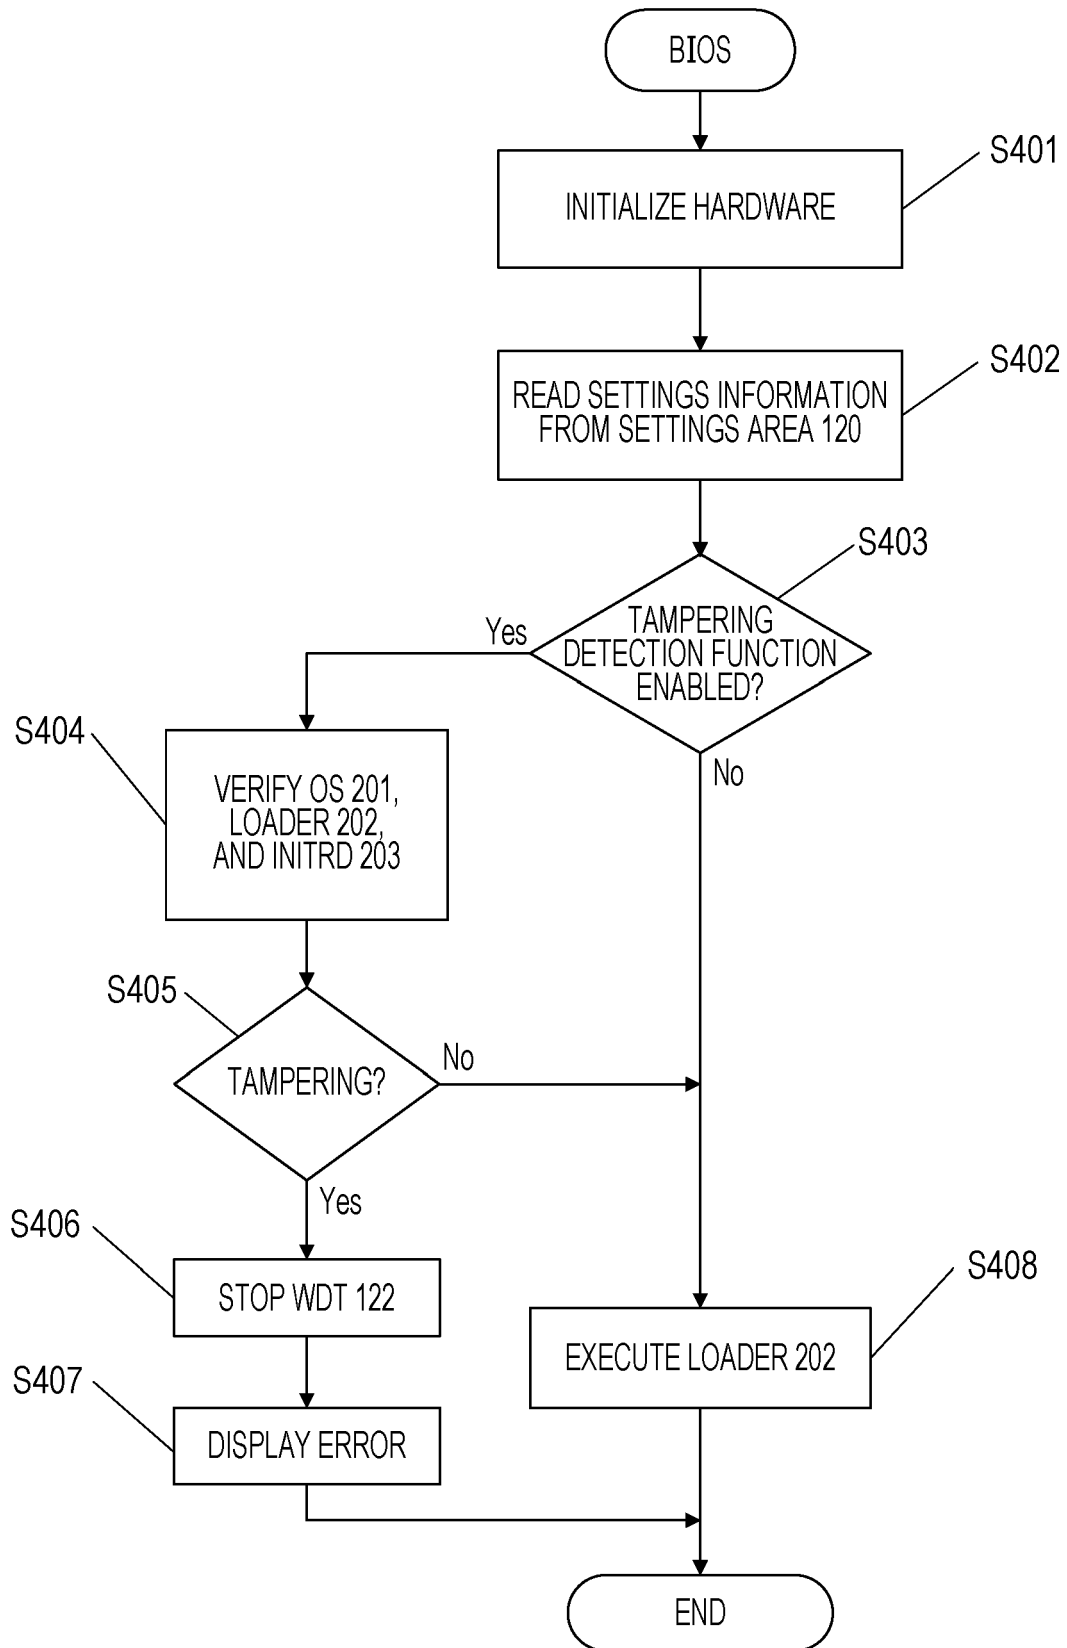 BIOS
S401
INITIALIZE HARDWARE
S402
READ SETTINGS INFORMATION
FROM SETTINGS AREA 120
S403
TAMPERING
DETECTION FUNCTION
ENABLED?
Yes
No
S404
VERIFY OS 201,
LOADER 202,
AND INITRD 203
S405
TAMPERING?
No
Yes
S406
STOP WDT 122
S408
EXECUTE LOADER 202
S407
DISPLAY ERROR
END